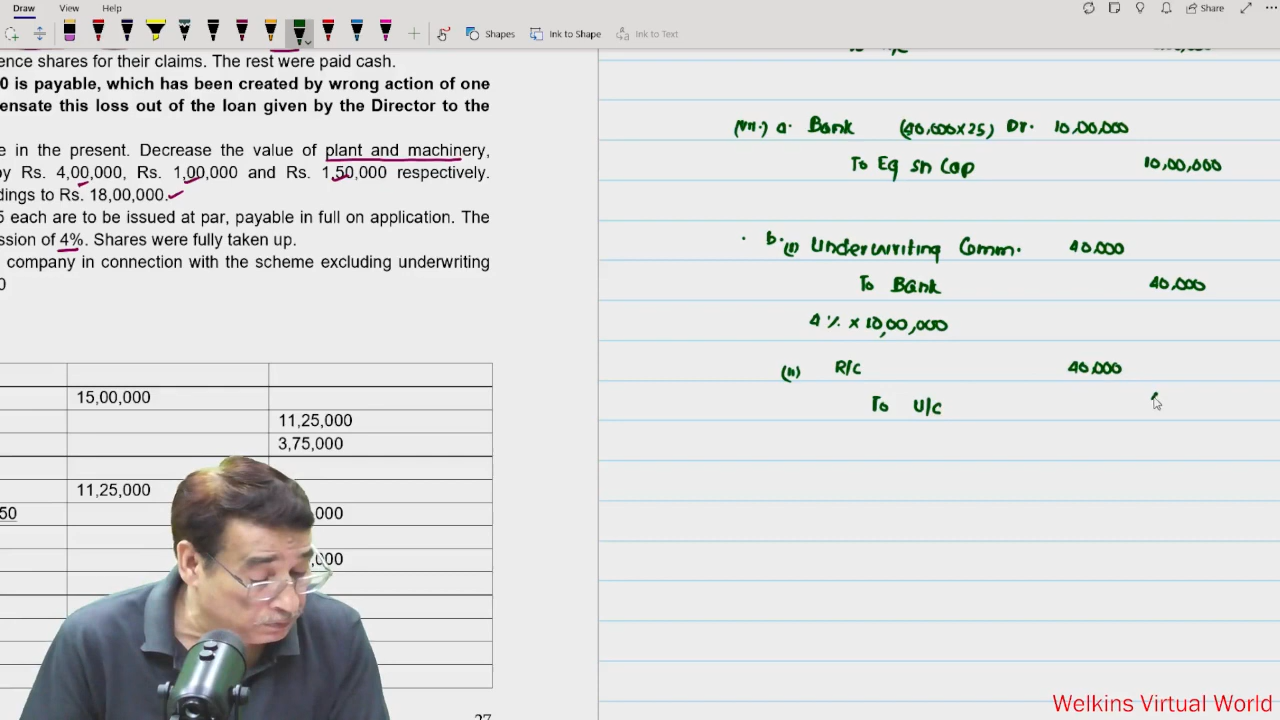 Draw View Help Share
Shapes Ink to Shape Ink to Text
ence shares for their claims. The rest were paid cash.
0 is payable, which has been created by wrong action of one
ensate this loss out of the loan given by the Director to the
e in the present. Decrease the value of plant and machinery,
by Rs. 4,00,000, Rs. 1,00,000 and Rs. 1,50,000 respectively.
dings to Rs. 18,00,000.
5 each are to be issued at par, payable in full on application. The
ssion of 4%. Shares were fully taken up.
company in connection with the scheme excluding underwriting
0
15,00,000
11,25,000
3,75,000
11,25,000
50 ,000
,000
27
a. Bank (40,000×25) Dr. 10,00,000
To Eq Sh Cap 10,00,000
b. (i) Underwriting Comm. 40,000
To Bank 40,000
4% × 10,00,000
(ii) R/c 40,000
To U/c
Welkins Virtual World